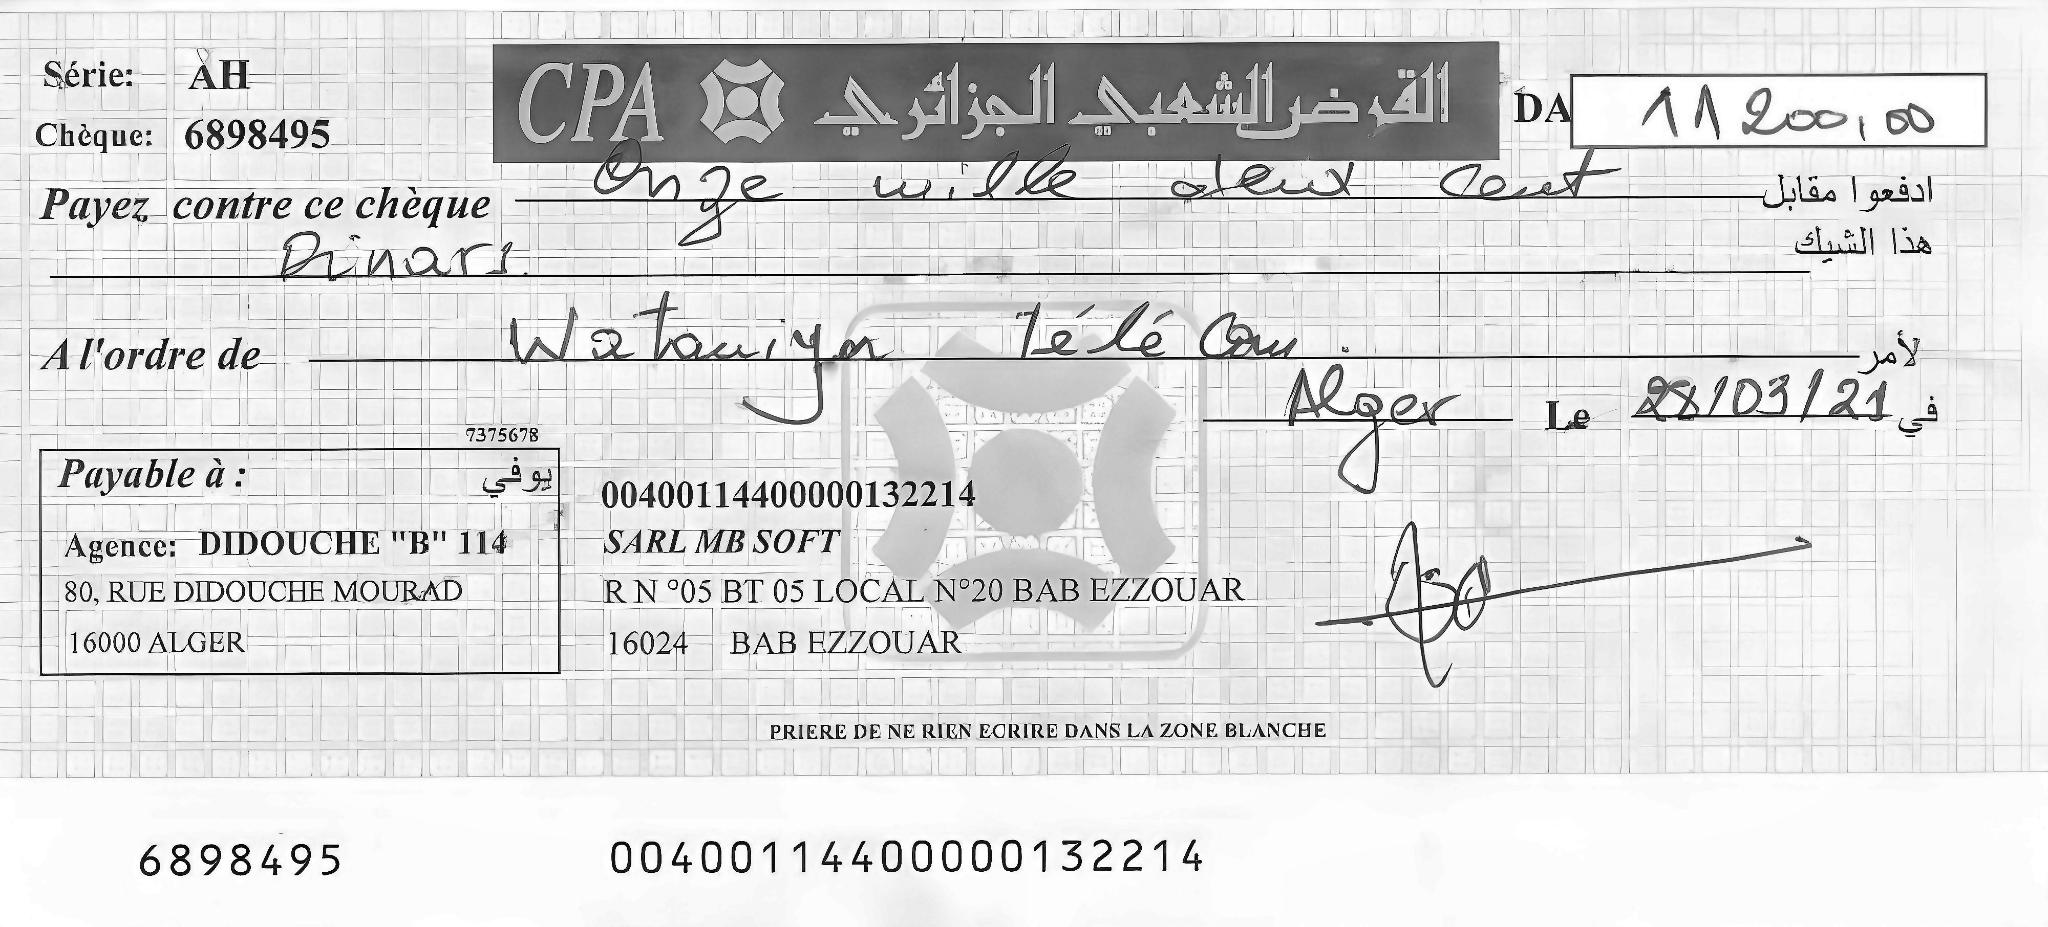 Série: AH
CPA القرض الشعبي الجزائري
DA 11 200,00
Chèque: 6898495
Payez contre ce chèque Onze mille deux cent ادفعوا مقابل
هذا الشيك
Dinars.
A l'ordre de Wataniya Télécom. لأمر
Alger Le 28/03/21 في
7375678
Payable à : يوفي
00400114400000132214
Agence: DIDOUCHE "B" 114
SARL MB SOFT
80, RUE DIDOUCHE MOURAD
R N °05 BT 05 LOCAL N°20 BAB EZZOUAR
16000 ALGER
16024 BAB EZZOUAR
PRIERE DE NE RIEN ECRIRE DANS LA ZONE BLANCHE
6898495 00400114400000132214